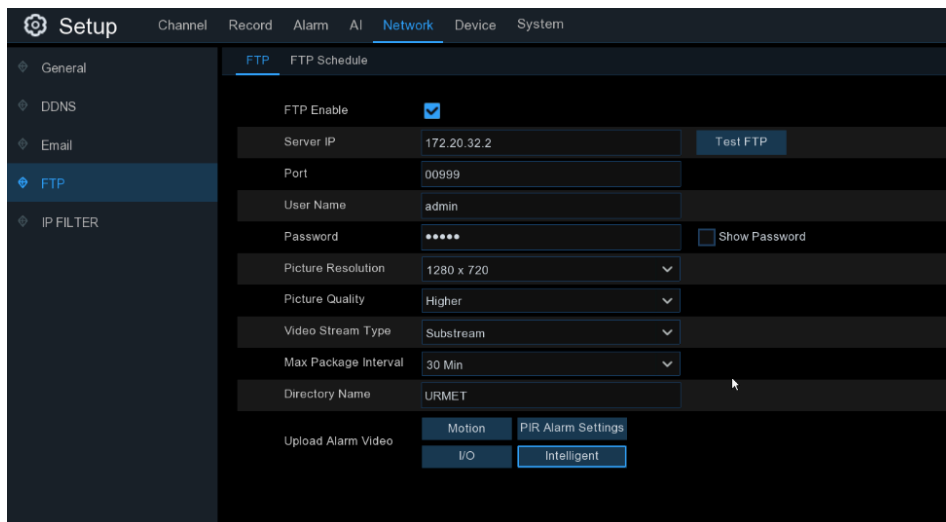 Setup Channel Record Alarm AI Network Device System
General
DDNS
Email
FTP
IP FILTER
FTP FTP Schedule
FTP Enable
Server IP 172.20.32.2 Test FTP
Port 00999
User Name admin
Password ••••• Show Password
Picture Resolution 1280 x 720
Picture Quality Higher
Video Stream Type Substream
Max Package Interval 30 Min
Directory Name URMET
Upload Alarm Video
Motion PIR Alarm Settings
I/O Intelligent